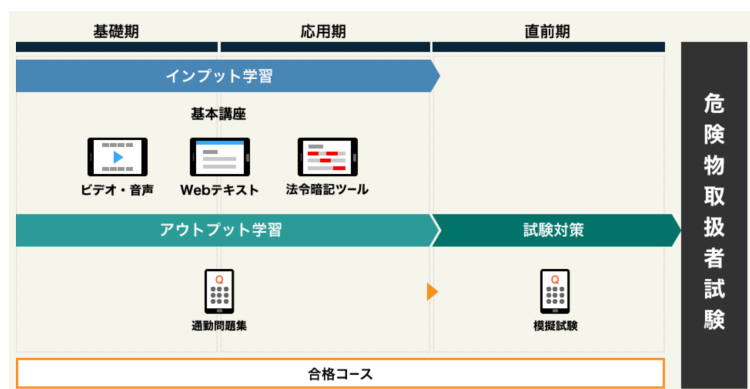 基礎期
応用期
直前期
インプット学習
基本講座
ビデオ・音声
Webテキスト
法令暗記ツール
アウトプット学習
試験対策
Q
通勤問題集
Q
模擬試験
合格コース
危険物取扱者試験